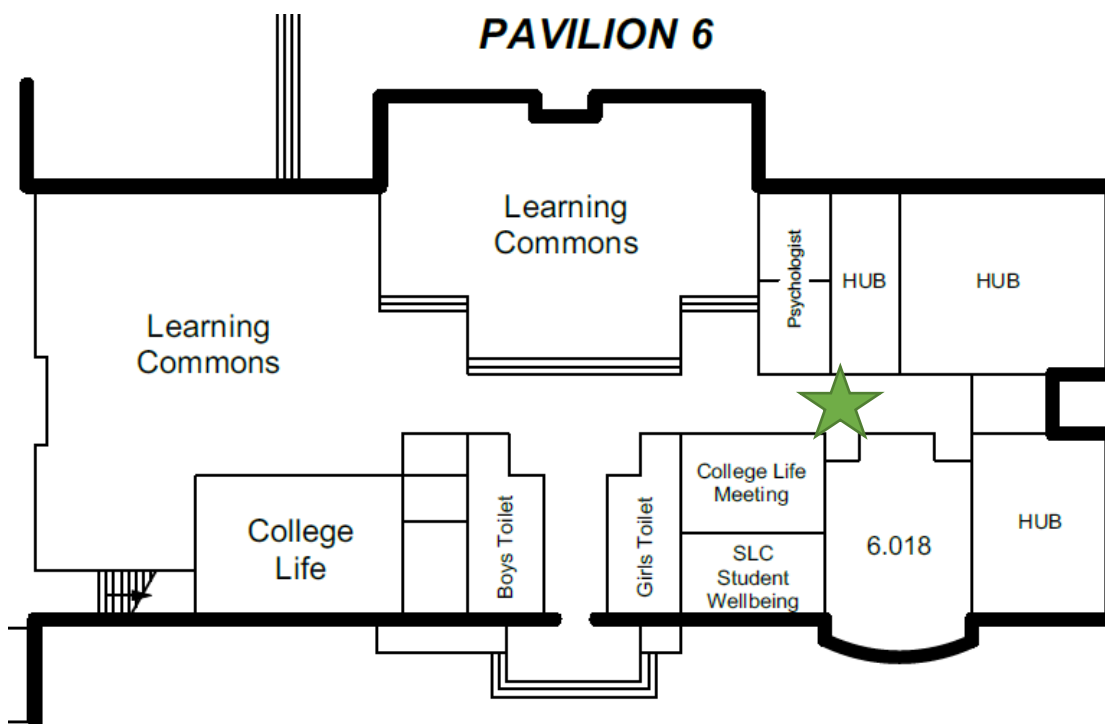 PAVILION 6
Learning
Commons
Learning
Commons
Psychologist
HUB
HUB
College
Life
Boys Toilet
Girls Toilet
College Life
Meeting
SLC
Student
Wellbeing
6.018
HUB